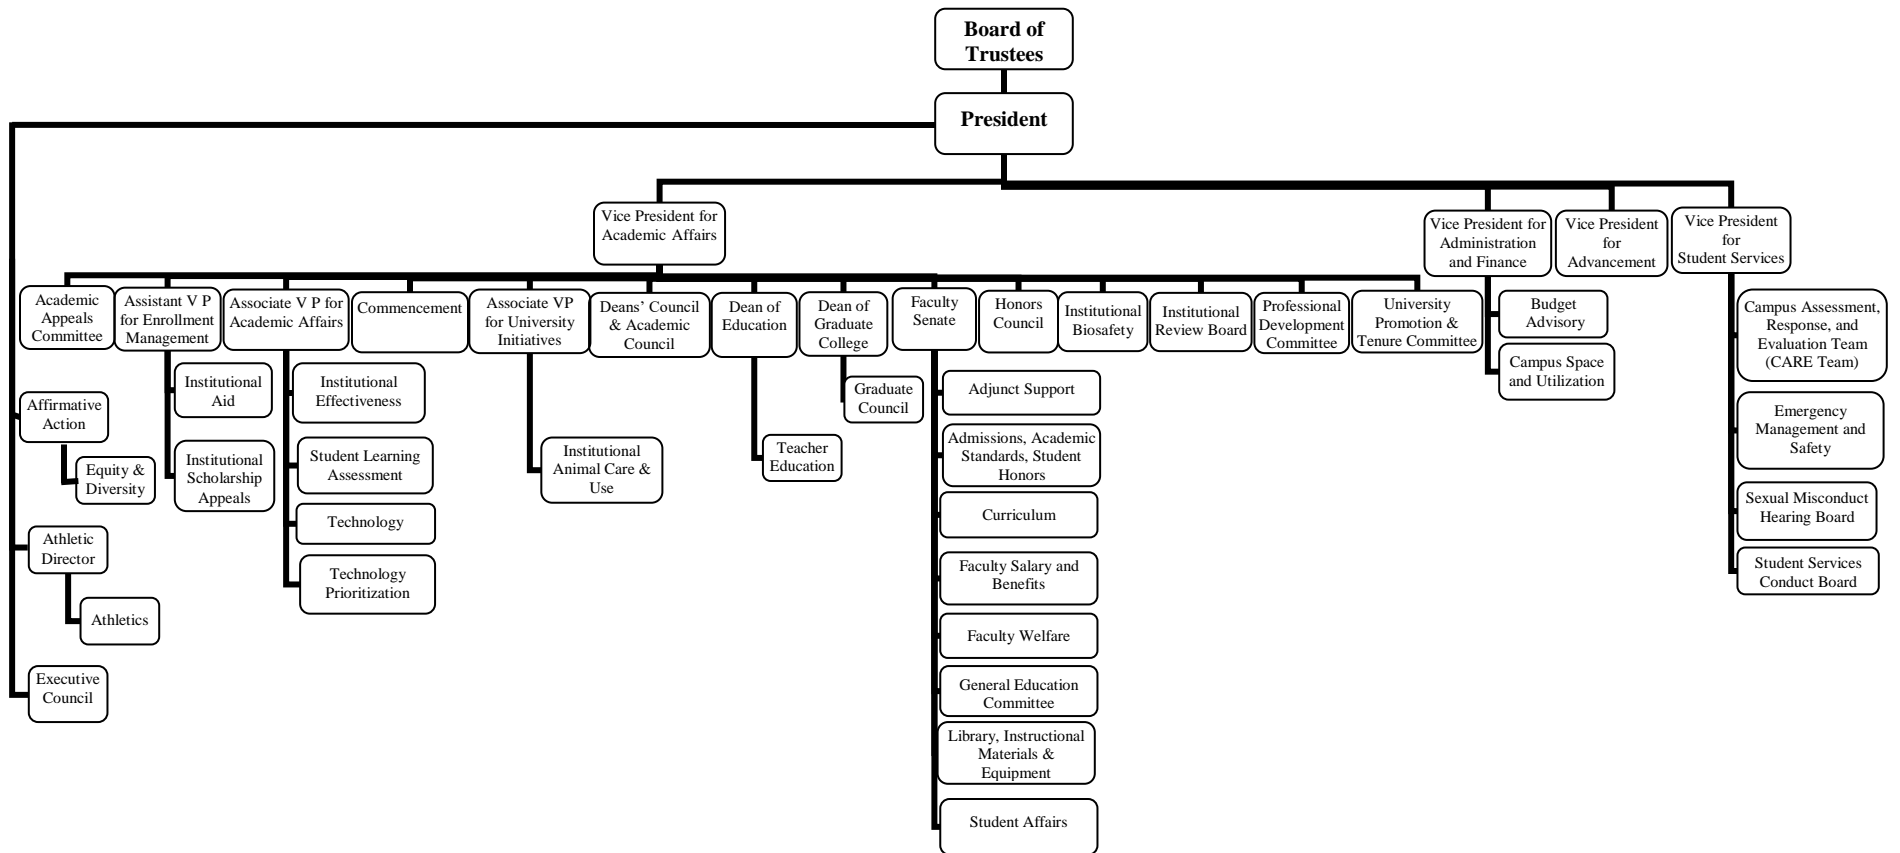 Board of
Trustees
President
Vice President for
Academic Affairs
Vice President for
Administration
and Finance
Vice President
for
Advancement
Vice President
for
Student Services
Academic
Appeals
Committee
Assistant V P
for Enrollment
Management
Associate V P for
Academic Affairs
Commencement
Associate VP
for University
Initiatives
Deans’ Council
& Academic
Council
Dean of
Education
Dean of
Graduate
College
Faculty
Senate
Honors
Council
Institutional
Biosafety
Institutional
Review Board
Professional
Development
Committee
University
Promotion &
Tenure Committee
Budget
Advisory
Campus Space
and Utilization
Campus Assessment,
Response, and
Evaluation Team
(CARE Team)
Emergency
Management and
Safety
Sexual Misconduct
Hearing Board
Student Services
Conduct Board
Affirmative
Action
Equity &
Diversity
Athletic
Director
Athletics
Executive
Council
Institutional
Aid
Institutional
Scholarship
Appeals
Institutional
Effectiveness
Student Learning
Assessment
Technology
Technology
Prioritization
Institutional
Animal Care &
Use
Teacher
Education
Graduate
Council
Adjunct Support
Admissions, Academic
Standards, Student
Honors
Curriculum
Faculty Salary and
Benefits
Faculty Welfare
General Education
Committee
Library, Instructional
Materials &
Equipment
Student Affairs